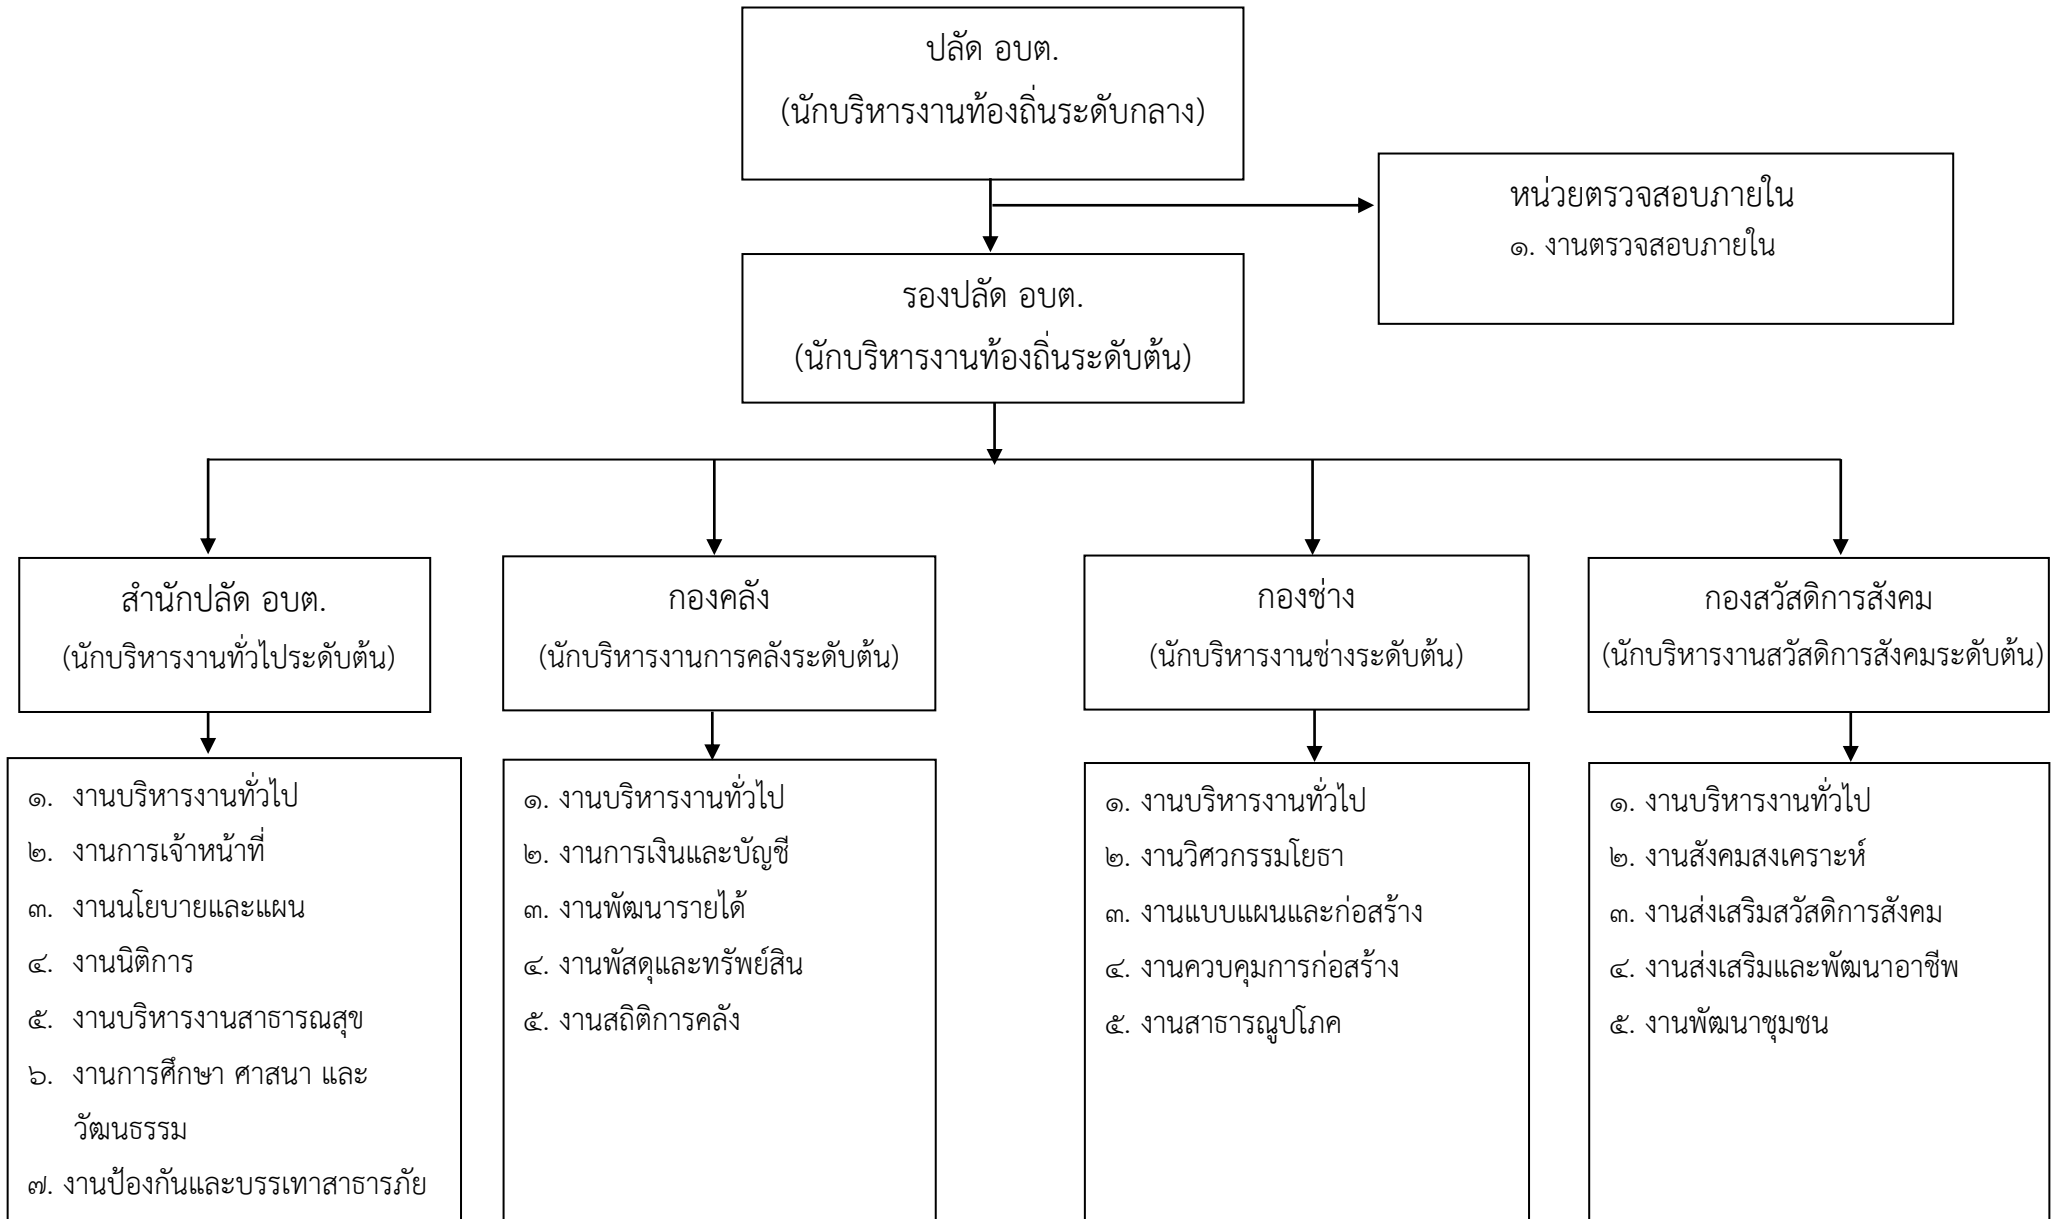 ปลัด อบต.
(นักบริหารงานท้องถิ่นระดับกลาง)
หน่วยตรวจสอบภายใน
๑. งานตรวจสอบภายใน
รองปลัด อบต.
(นักบริหารงานท้องถิ่นระดับต้น)
สำนักปลัด อบต.
(นักบริหารงานทั่วไประดับต้น)
กองคลัง
(นักบริหารงานการคลังระดับต้น)
กองช่าง
(นักบริหารงานช่างระดับต้น)
กองสวัสดิการสังคม
(นักบริหารงานสวัสดิการสังคมระดับต้น)
๑. งานบริหารงานทั่วไป
๒. งานการเจ้าหน้าที่
๓. งานนโยบายและแผน
๔. งานนิติการ
๕. งานบริหารงานสาธารณสุข
๖. งานการศึกษา ศาสนา และ
วัฒนธรรม
๗. งานป้องกันและบรรเทาสาธารภัย
๑. งานบริหารงานทั่วไป
๒. งานการเงินและบัญชี
๓. งานพัฒนารายได้
๔. งานพัสดุและทรัพย์สิน
๕. งานสถิติการคลัง
๑. งานบริหารงานทั่วไป
๒. งานวิศวกรรมโยธา
๓. งานแบบแผนและก่อสร้าง
๔. งานควบคุมการก่อสร้าง
๕. งานสาธารณูปโภค
๑. งานบริหารงานทั่วไป
๒. งานสังคมสงเคราะห์
๓. งานส่งเสริมสวัสดิการสังคม
๔. งานส่งเสริมและพัฒนาอาชีพ
๕. งานพัฒนาชุมชน